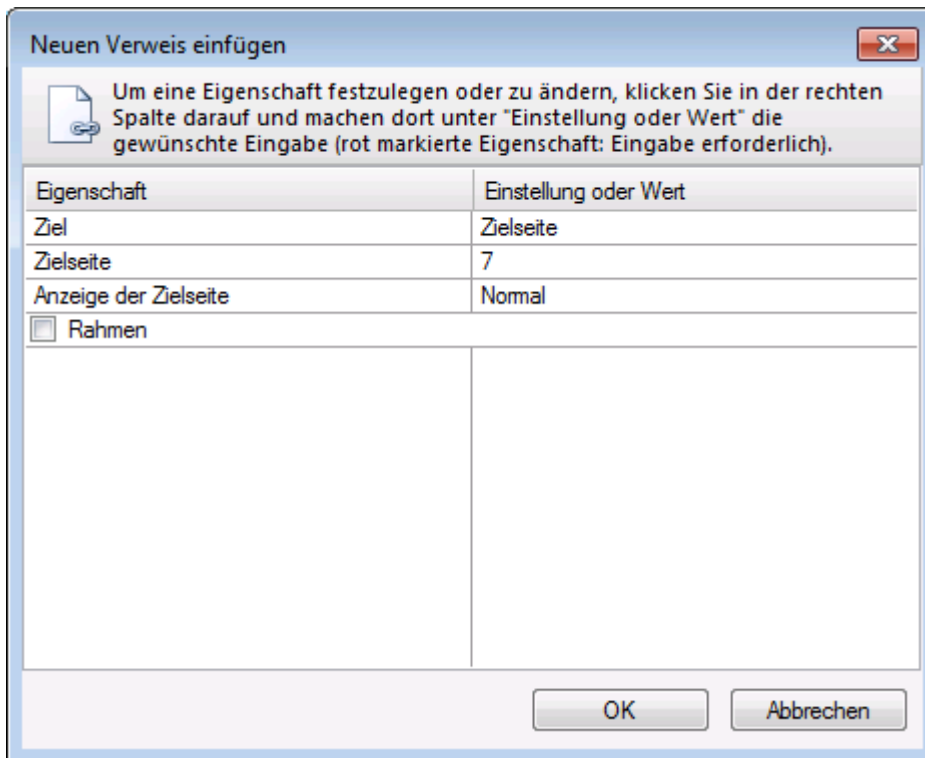 Neuen Verweis einfügen
Um eine Eigenschaft festzulegen oder zu ändern, klicken Sie in der rechten
Spalte darauf und machen dort unter "Einstellung oder Wert" die
gewünschte Eingabe (rot markierte Eigenschaft: Eingabe erforderlich).
Eigenschaft Einstellung oder Wert
Ziel Zielseite
Zielseite 7
Anzeige der Zielseite Normal
Rahmen
OK Abbrechen